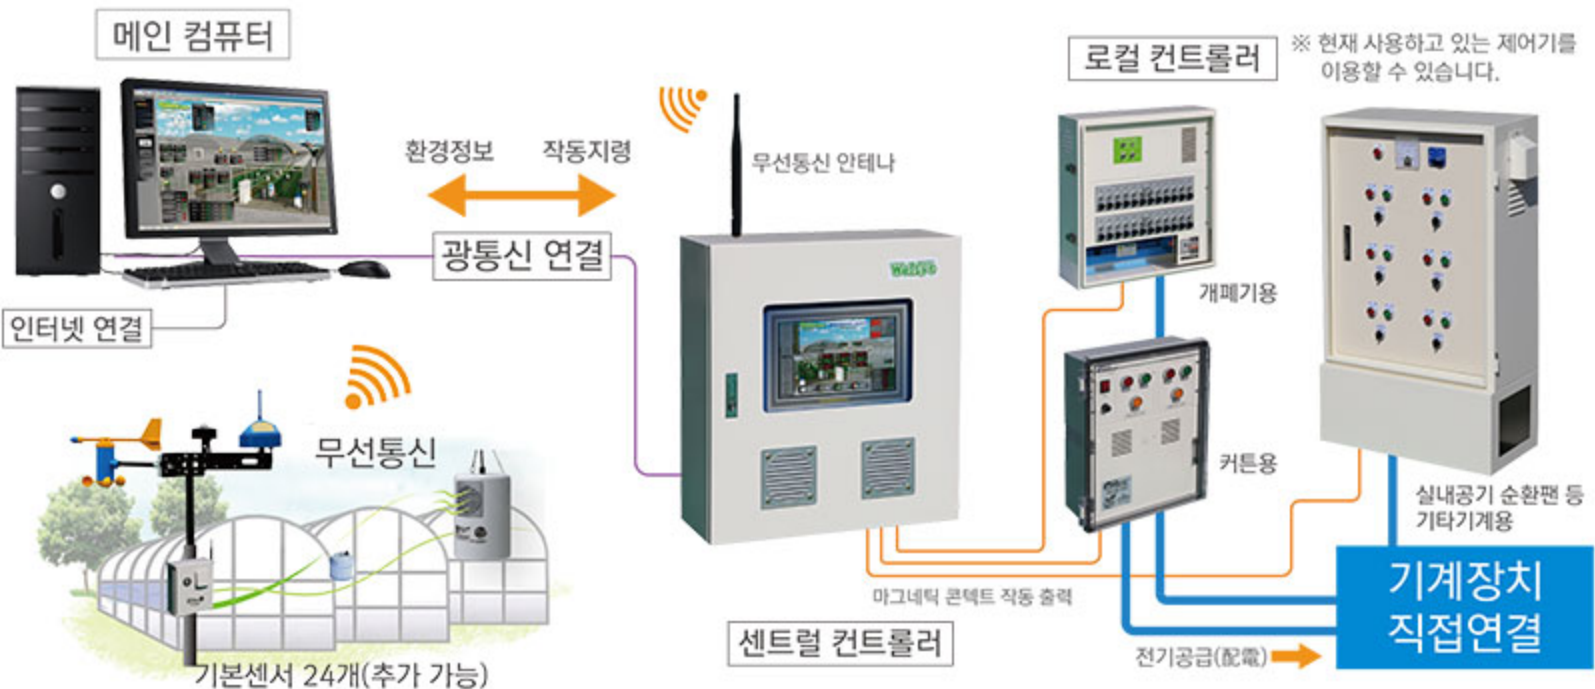 메인 컴퓨터
환경정보
작동지령
광통신 연결
인터넷 연결
무선통신
기본센서 24개(추가 가능)
무선통신 안테나
센트럴 컨트롤러
마그네틱 콘텍트 작동 출력
로컬 컨트롤러
※ 현재 사용하고 있는 제어기를
이용할 수 있습니다.
개폐기용
커튼용
실내공기 순환팬 등
기타기계용
기계장치
직접연결
전기공급(配電)